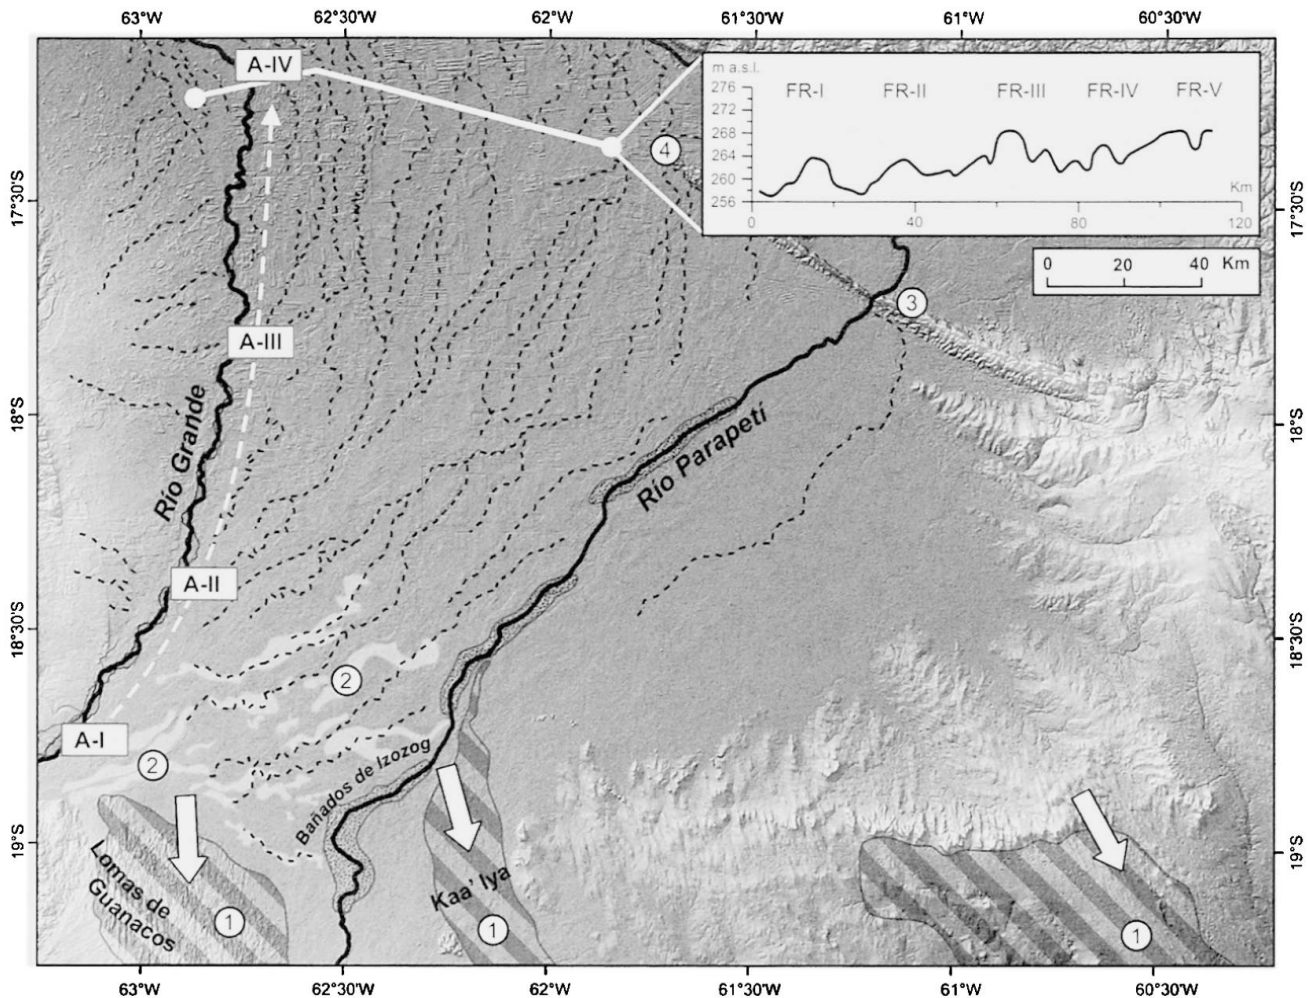 63°W 62°30'W 62°W 61°30'W 61°W 60°30'W
A-IV
m a.s.l.
276
272
268
264
260
256
FR-I FR-II FR-III FR-IV FR-V
Km
0 40 80 120
4
17°30'S
17°30'S
0 20 40 Km
3
A-III
18°S
18°S
Río Grande
Río Parapetí
A-II
18°30'S
18°30'S
2
A-I
2
Bañados de Izozog
19°S
19°S
Lomas de
Guanacos
Kaa' Iya
1
1
1
63°W 62°30'W 62°W 61°30'W 61°W 60°30'W